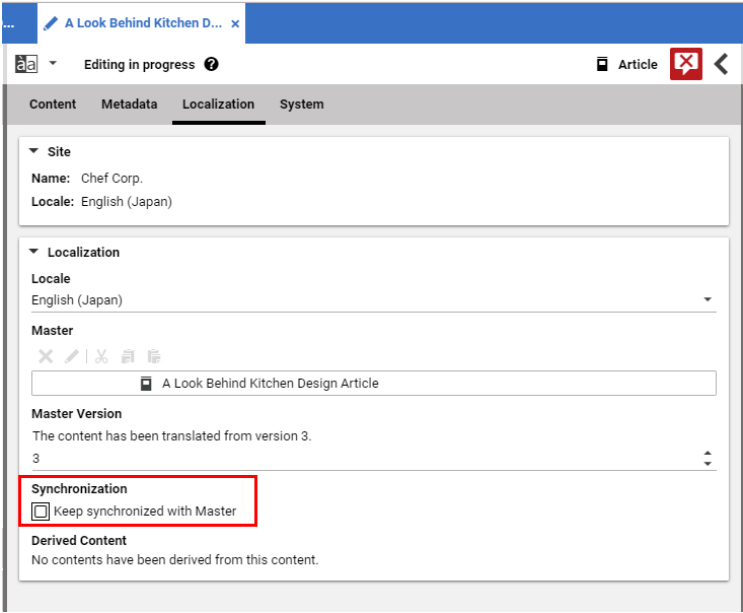 ...
A Look Behind Kitchen D... ×
àa Editing in progress ?
Article
Content Metadata Localization System
Site
Name: Chef Corp.
Locale: English (Japan)
Localization
Locale
English (Japan)
Master
A Look Behind Kitchen Design Article
Master Version
The content has been translated from version 3.
3
Synchronization
Keep synchronized with Master
Derived Content
No contents have been derived from this content.